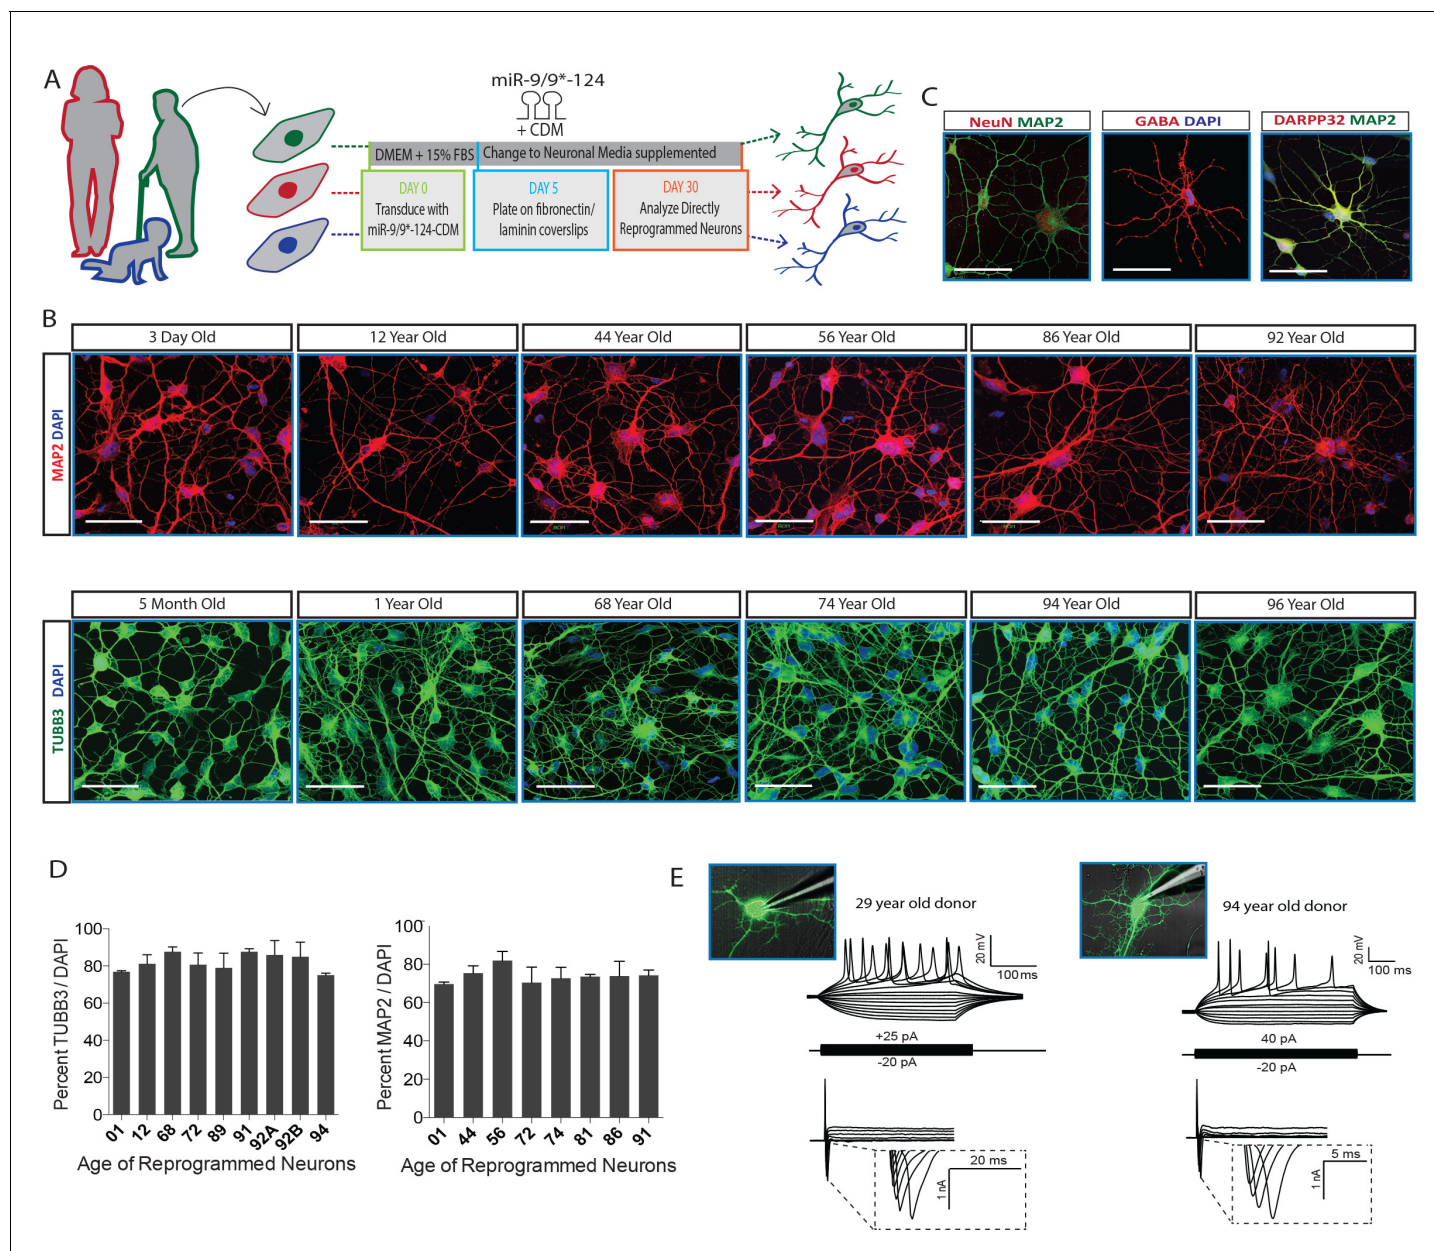 A
miR-9/9*-124
+ CDM
DMEM + 15% FBS
Change to Neuronal Media supplemented
DAY 0
Transduce with
miR-9/9*-124-CDM
DAY 5
Plate on fibronectin/
laminin coverslips
DAY 30
Analyze Directly
Reprogrammed Neurons
C
NeuN MAP2
GABA DAPI
DARPP32 MAP2
B
3 Day Old
12 Year Old
44 Year Old
56 Year Old
86 Year Old
92 Year Old
MAP2 DAPI
5 Month Old
1 Year Old
68 Year Old
74 Year Old
94 Year Old
96 Year Old
TUBB3 DAPI
D
Percent TUBB3 / DAPI
100
80
60
40
20
0
01 12 68 72 89 91 92A 92B 94
Age of Reprogrammed Neurons
Percent MAP2 / DAPI
100
80
60
40
20
0
01 44 56 72 74 81 86 91
Age of Reprogrammed Neurons
E
29 year old donor
20 mV
100 ms
+25 pA
-20 pA
20 ms
1 nA
94 year old donor
20 mV
100 ms
40 pA
-20 pA
5 ms
1 nA